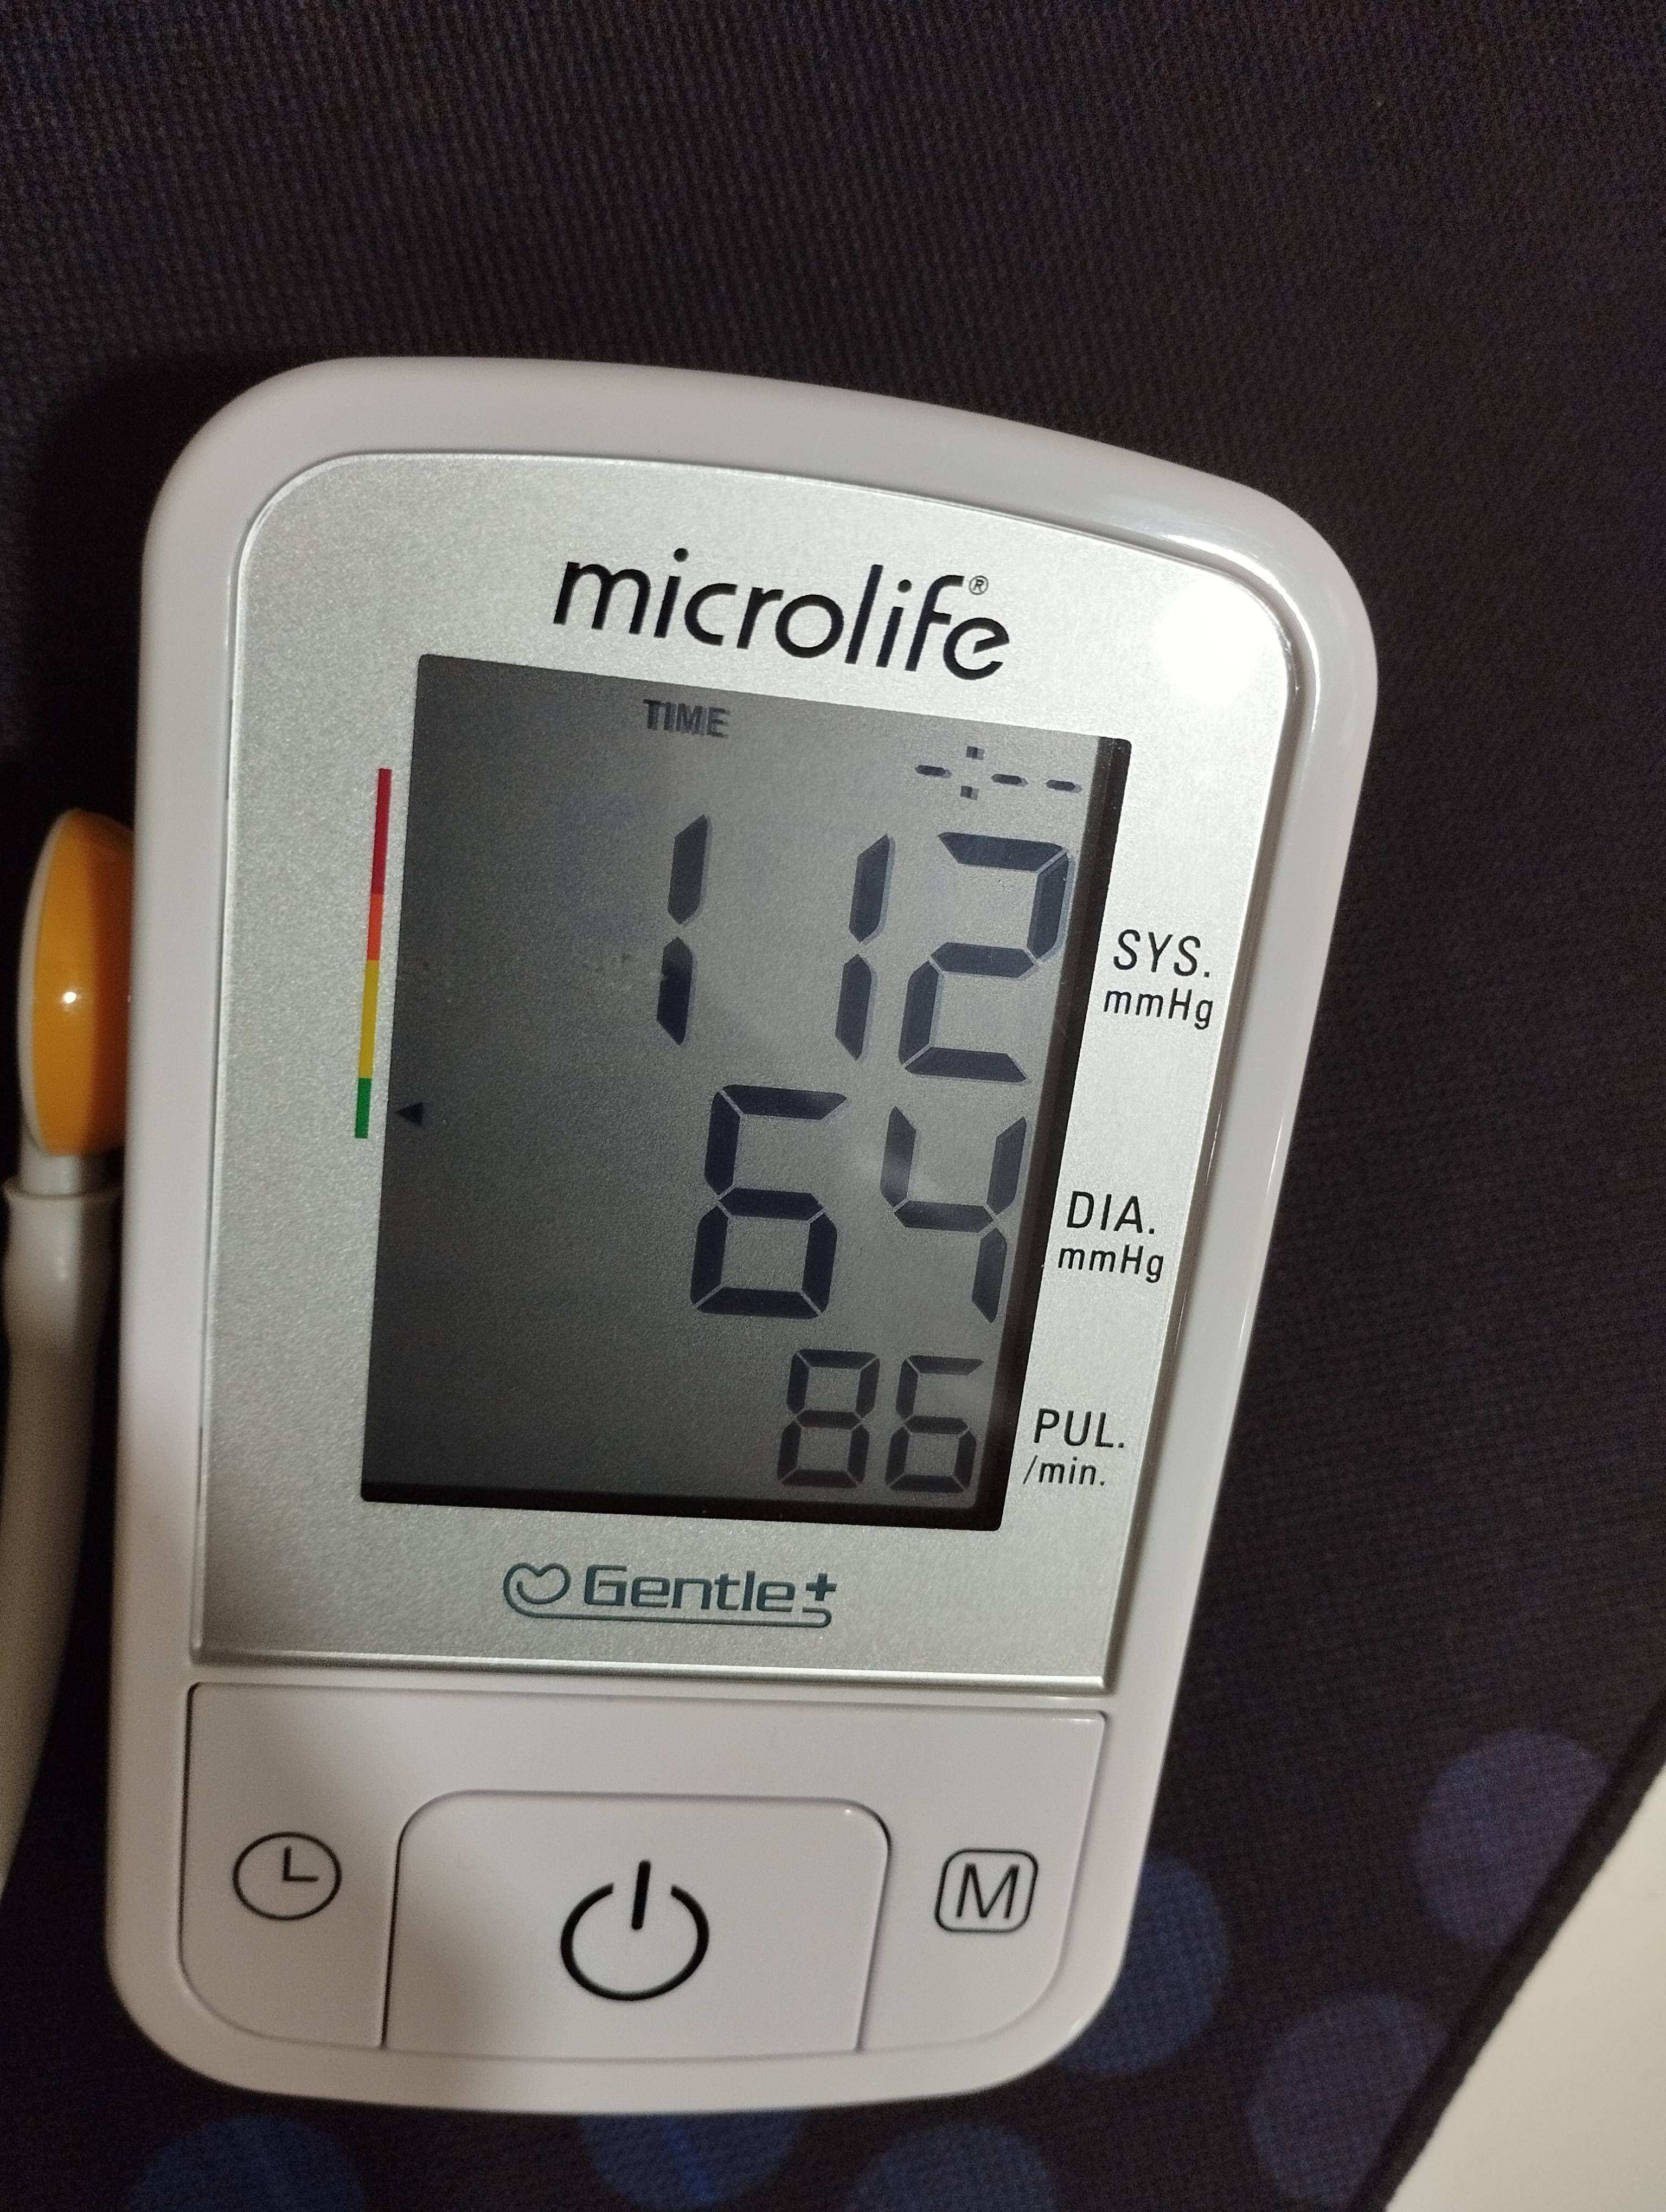 microlife®
TIME
-:--
112
SYS.
mmHg
64
DIA.
mmHg
86
PUL.
/min.
Gentle+
M